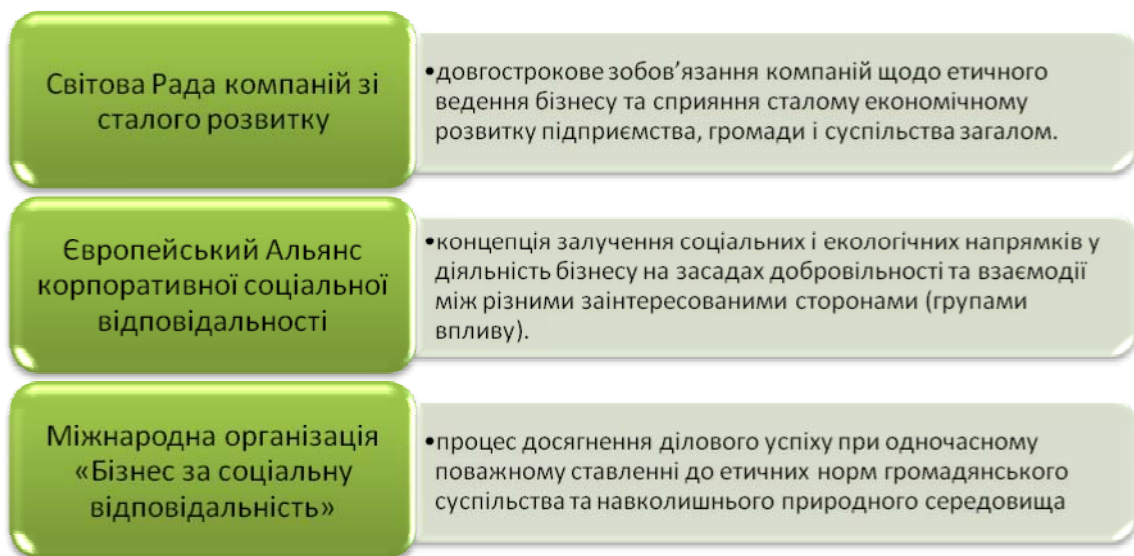 Світова Рада компаній зі
сталого розвитку
•довгострокове зобов’язання компаній щодо етичного
ведення бізнесу та сприяння сталому економічному
розвитку підприємства, громади і суспільства загалом.
Європейський Альянс
корпоративної соціальної
відповідальності
•концепція залучення соціальних і екологічних напрямків у
діяльність бізнесу на засадах добровільності та взаємодії
між різними заінтересованими сторонами (групами
впливу).
Міжнародна організація
«Бізнес за соціальну
відповідальність»
•процес досягнення ділового успіху при одночасному
поважному ставленні до етичних норм громадянського
суспільства та навколишнього природного середовища